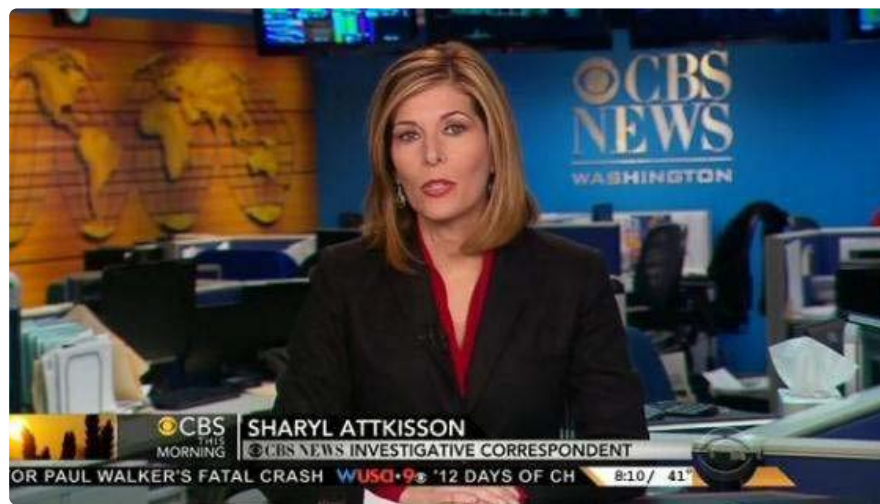 CBS
NEWS
WASHINGTON
CBS
THIS
MORNING
SHARYL ATTKISSON
CBS NEWS INVESTIGATIVE CORRESPONDENT
OR PAUL WALKER'S FATAL CRASH WUSA•9 '12 DAYS OF CH
8:10/ 41°